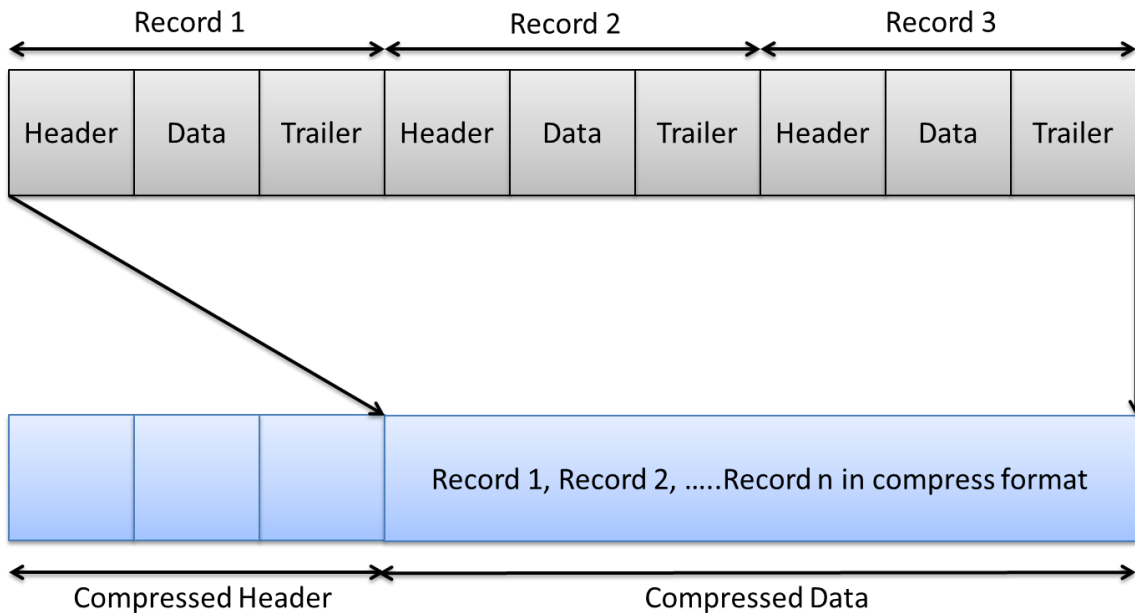 Record 1
Record 2
Record 3
Header Data Trailer Header Data Trailer Header Data Trailer
Record 1, Record 2, .....Record n in compress format
Compressed Header
Compressed Data